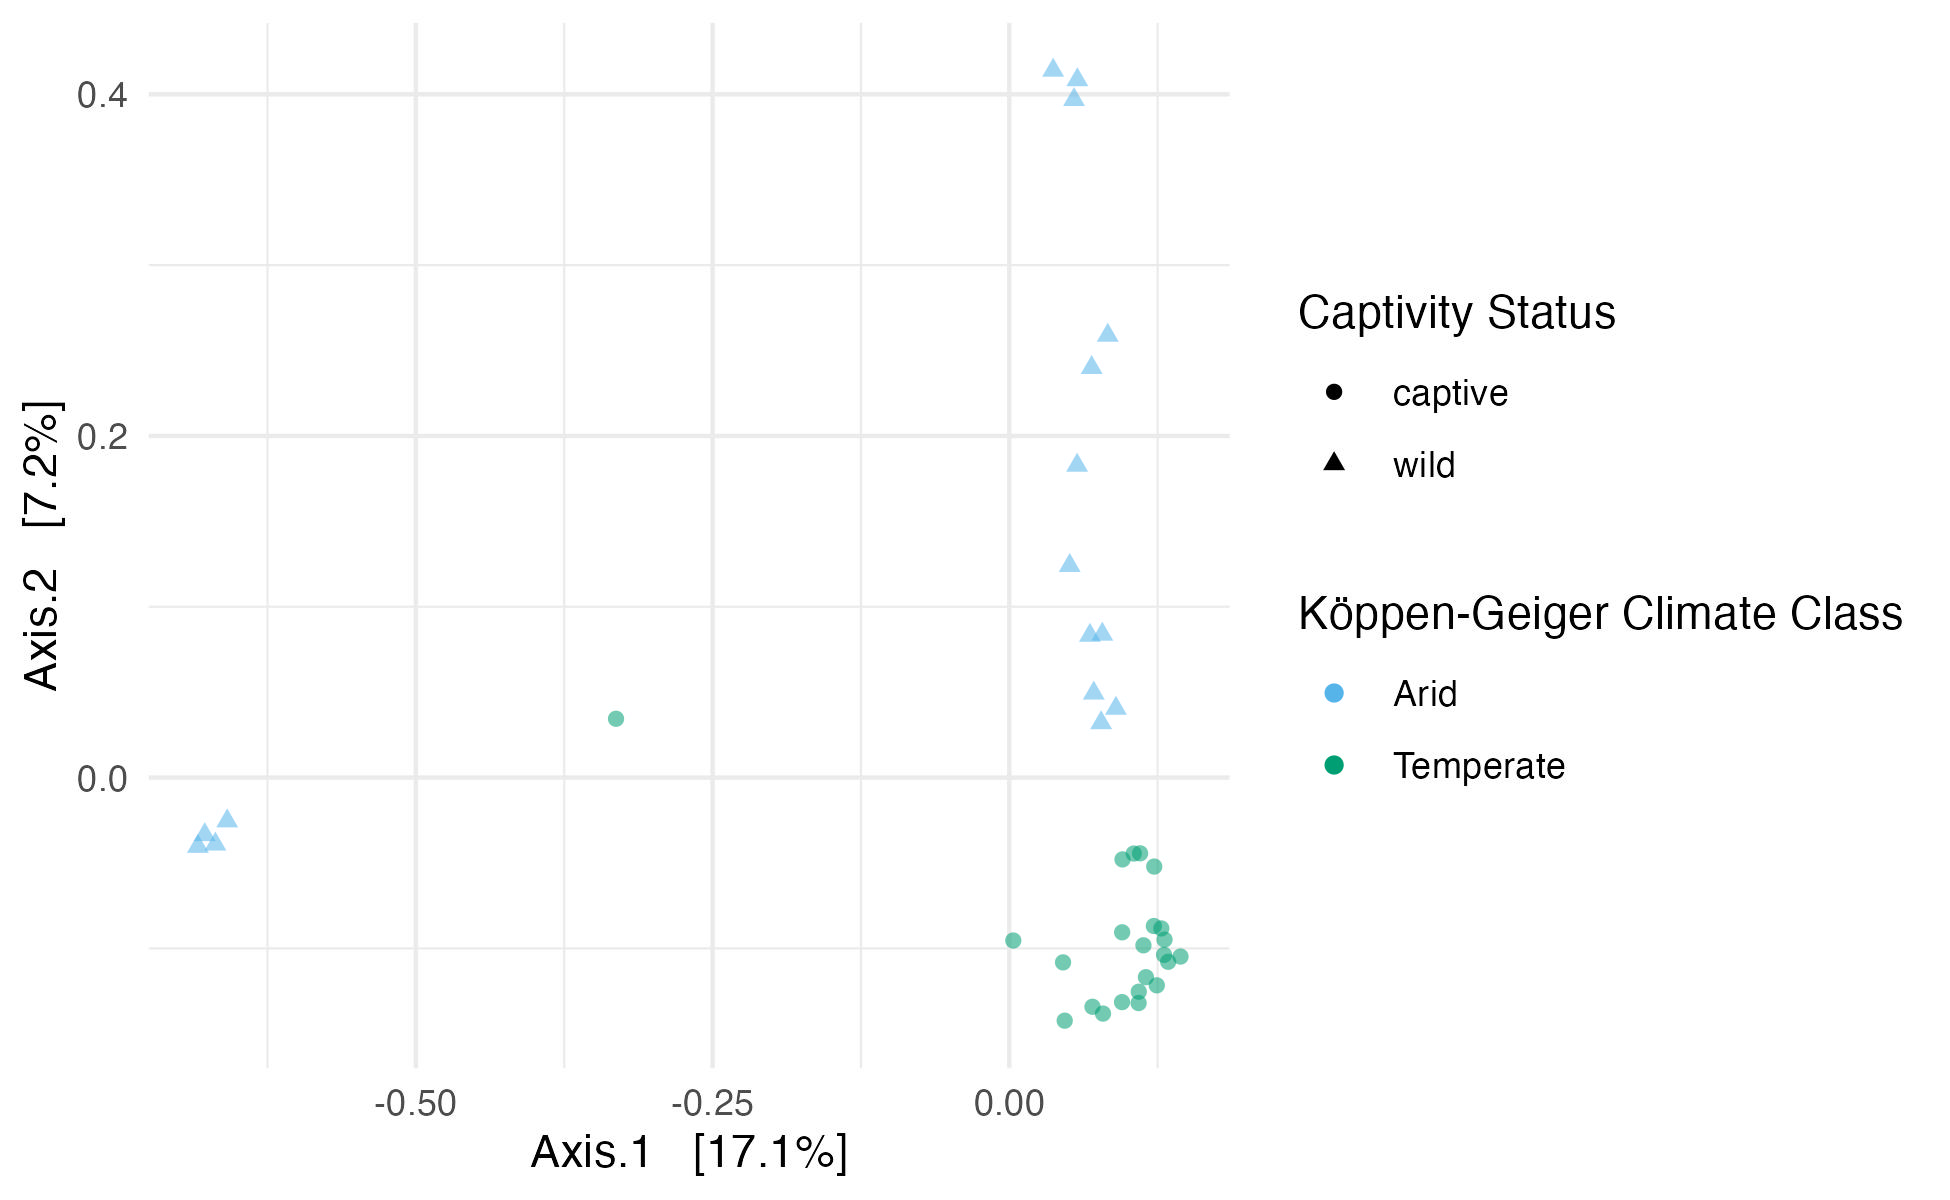 0.4
0.2
0.0
Axis.2 [7.2%]
-0.50 -0.25 0.00
Axis.1 [17.1%]
Captivity Status
captive
wild
Köppen-Geiger Climate Class
Arid
Temperate